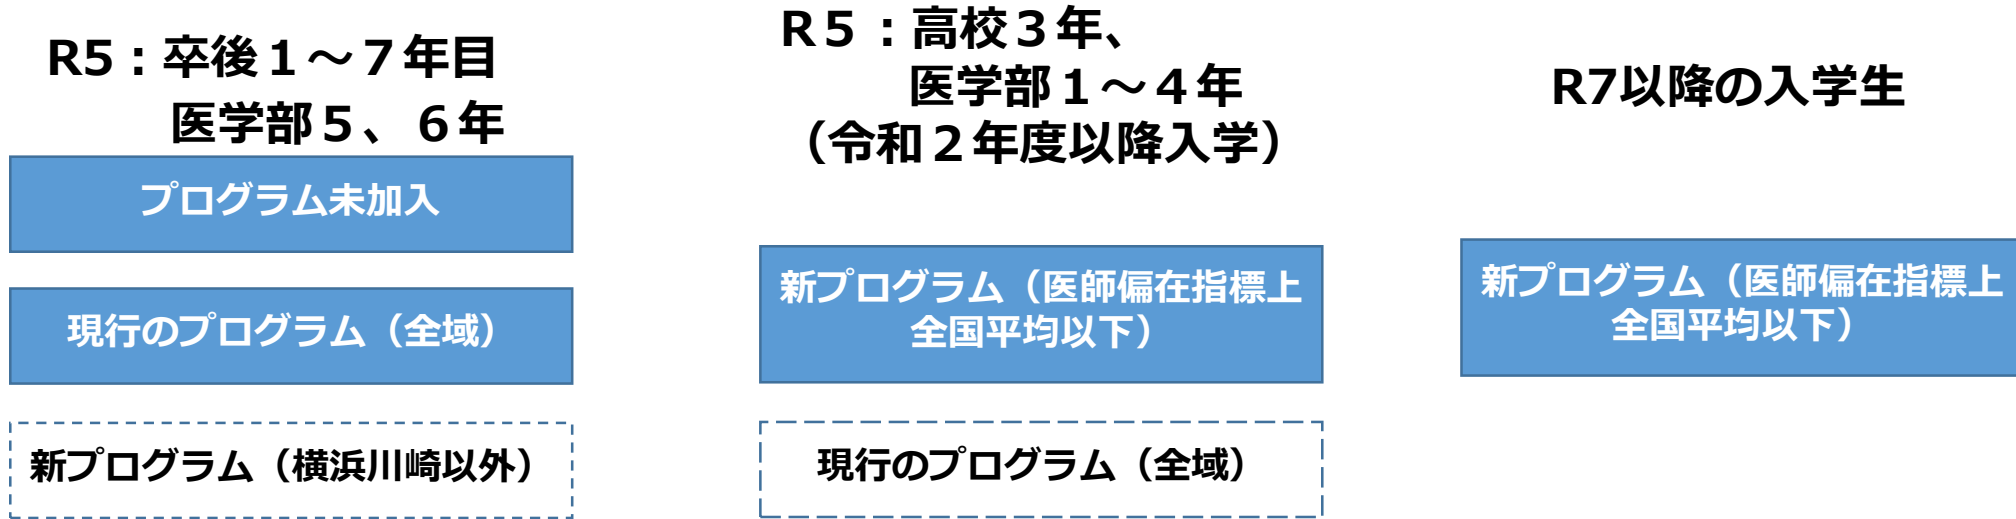 R5：卒後１～７年目
医学部５、６年
プログラム未加入
現行のプログラム（全域）
新プログラム（横浜川崎以外）
R５：高校３年、
医学部１～４年
（令和２年度以降入学）
新プログラム（医師偏在指標上
全国平均以下）
現行のプログラム（全域）
R7以降の入学生
新プログラム（医師偏在指標上
全国平均以下）